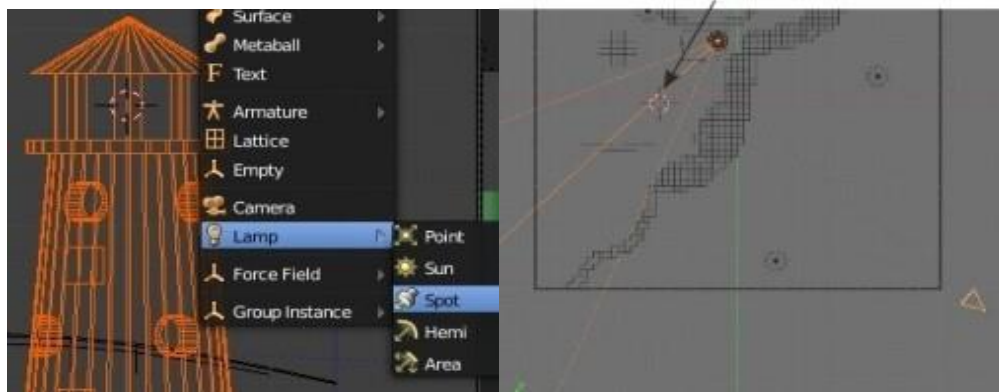 Surface
Metaball
F Text
Armature
Lattice
Empty
Camera
Lamp
Force Field
Group Instance
Point
Sun
Spot
Hemi
Area